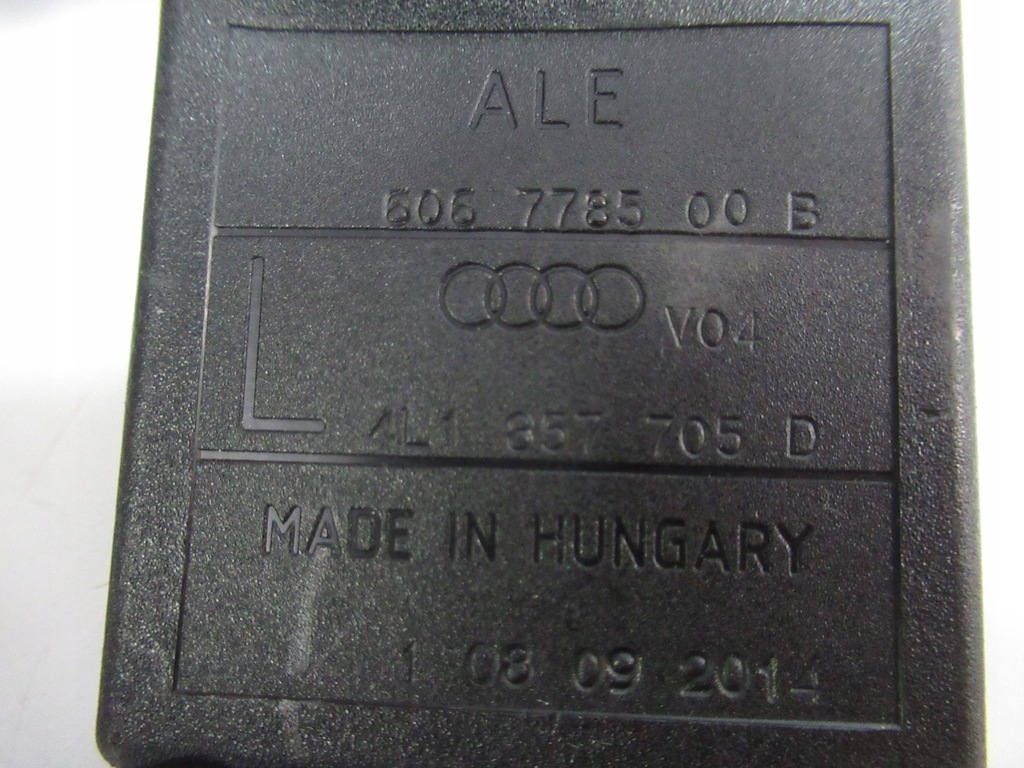 ALE
606 7785 00 B
V04
L
4L1 857 705 D
MADE IN HUNGARY
1 08 09 2014